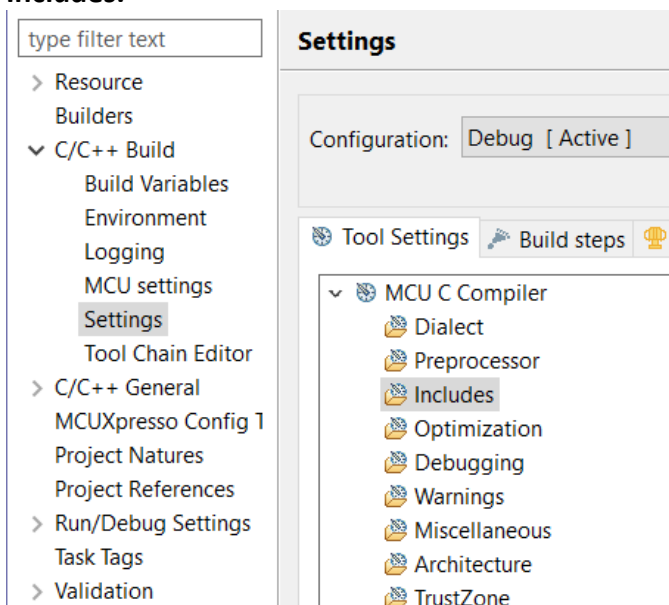 includes.
type filter text
Resource
Builders
C/C++ Build
Build Variables
Environment
Logging
MCU settings
Settings
Tool Chain Editor
C/C++ General
MCUXpresso Config T
Project Natures
Project References
Run/Debug Settings
Task Tags
Validation
Settings
Configuration: Debug [ Active ]
Tool Settings Build steps
MCU C Compiler
Dialect
Preprocessor
Includes
Optimization
Debugging
Warnings
Miscellaneous
Architecture
TrustZone